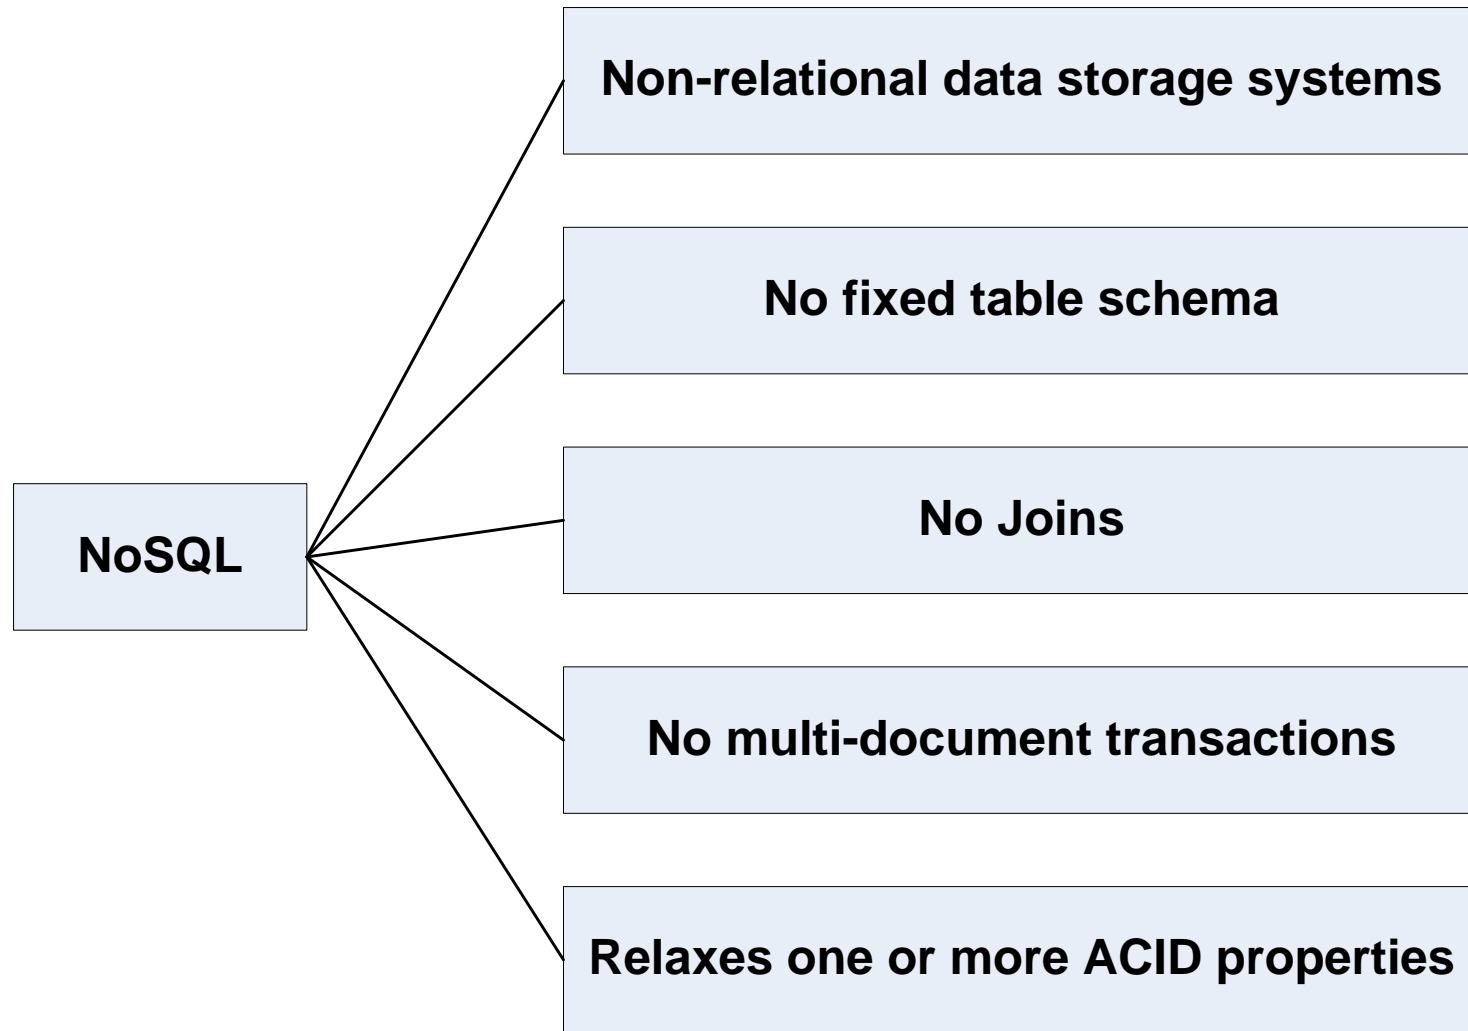 NoSQL
Non-relational data storage systems
No fixed table schema
No Joins
No multi-document transactions
Relaxes one or more ACID properties